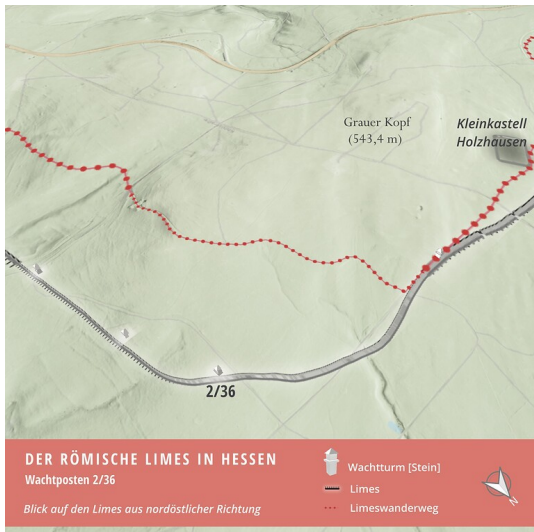 Grauer Kopf
(543,4 m)
Kleinkastell
Holzhausen
2/36
DER RÖMISCHE LIMES IN HESSEN
Wachtposten 2/36
Blick auf den Limes aus nordöstlicher Richtung
Wachtturm [Stein]
Limes
Limeswanderweg
N